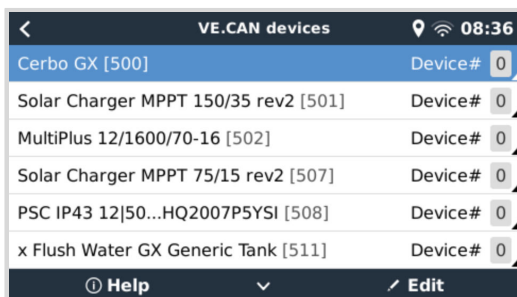 VE.CAN devices 08:36
Cerbo GX [500] Device# 0
Solar Charger MPPT 150/35 rev2 [501] Device# 0
MultiPlus 12/1600/70-16 [502] Device# 0
Solar Charger MPPT 75/15 rev2 [507] Device# 0
PSC IP43 12|50...HQ2007P5YSI [508] Device# 0
x Flush Water GX Generic Tank [511] Device# 0
Help Edit